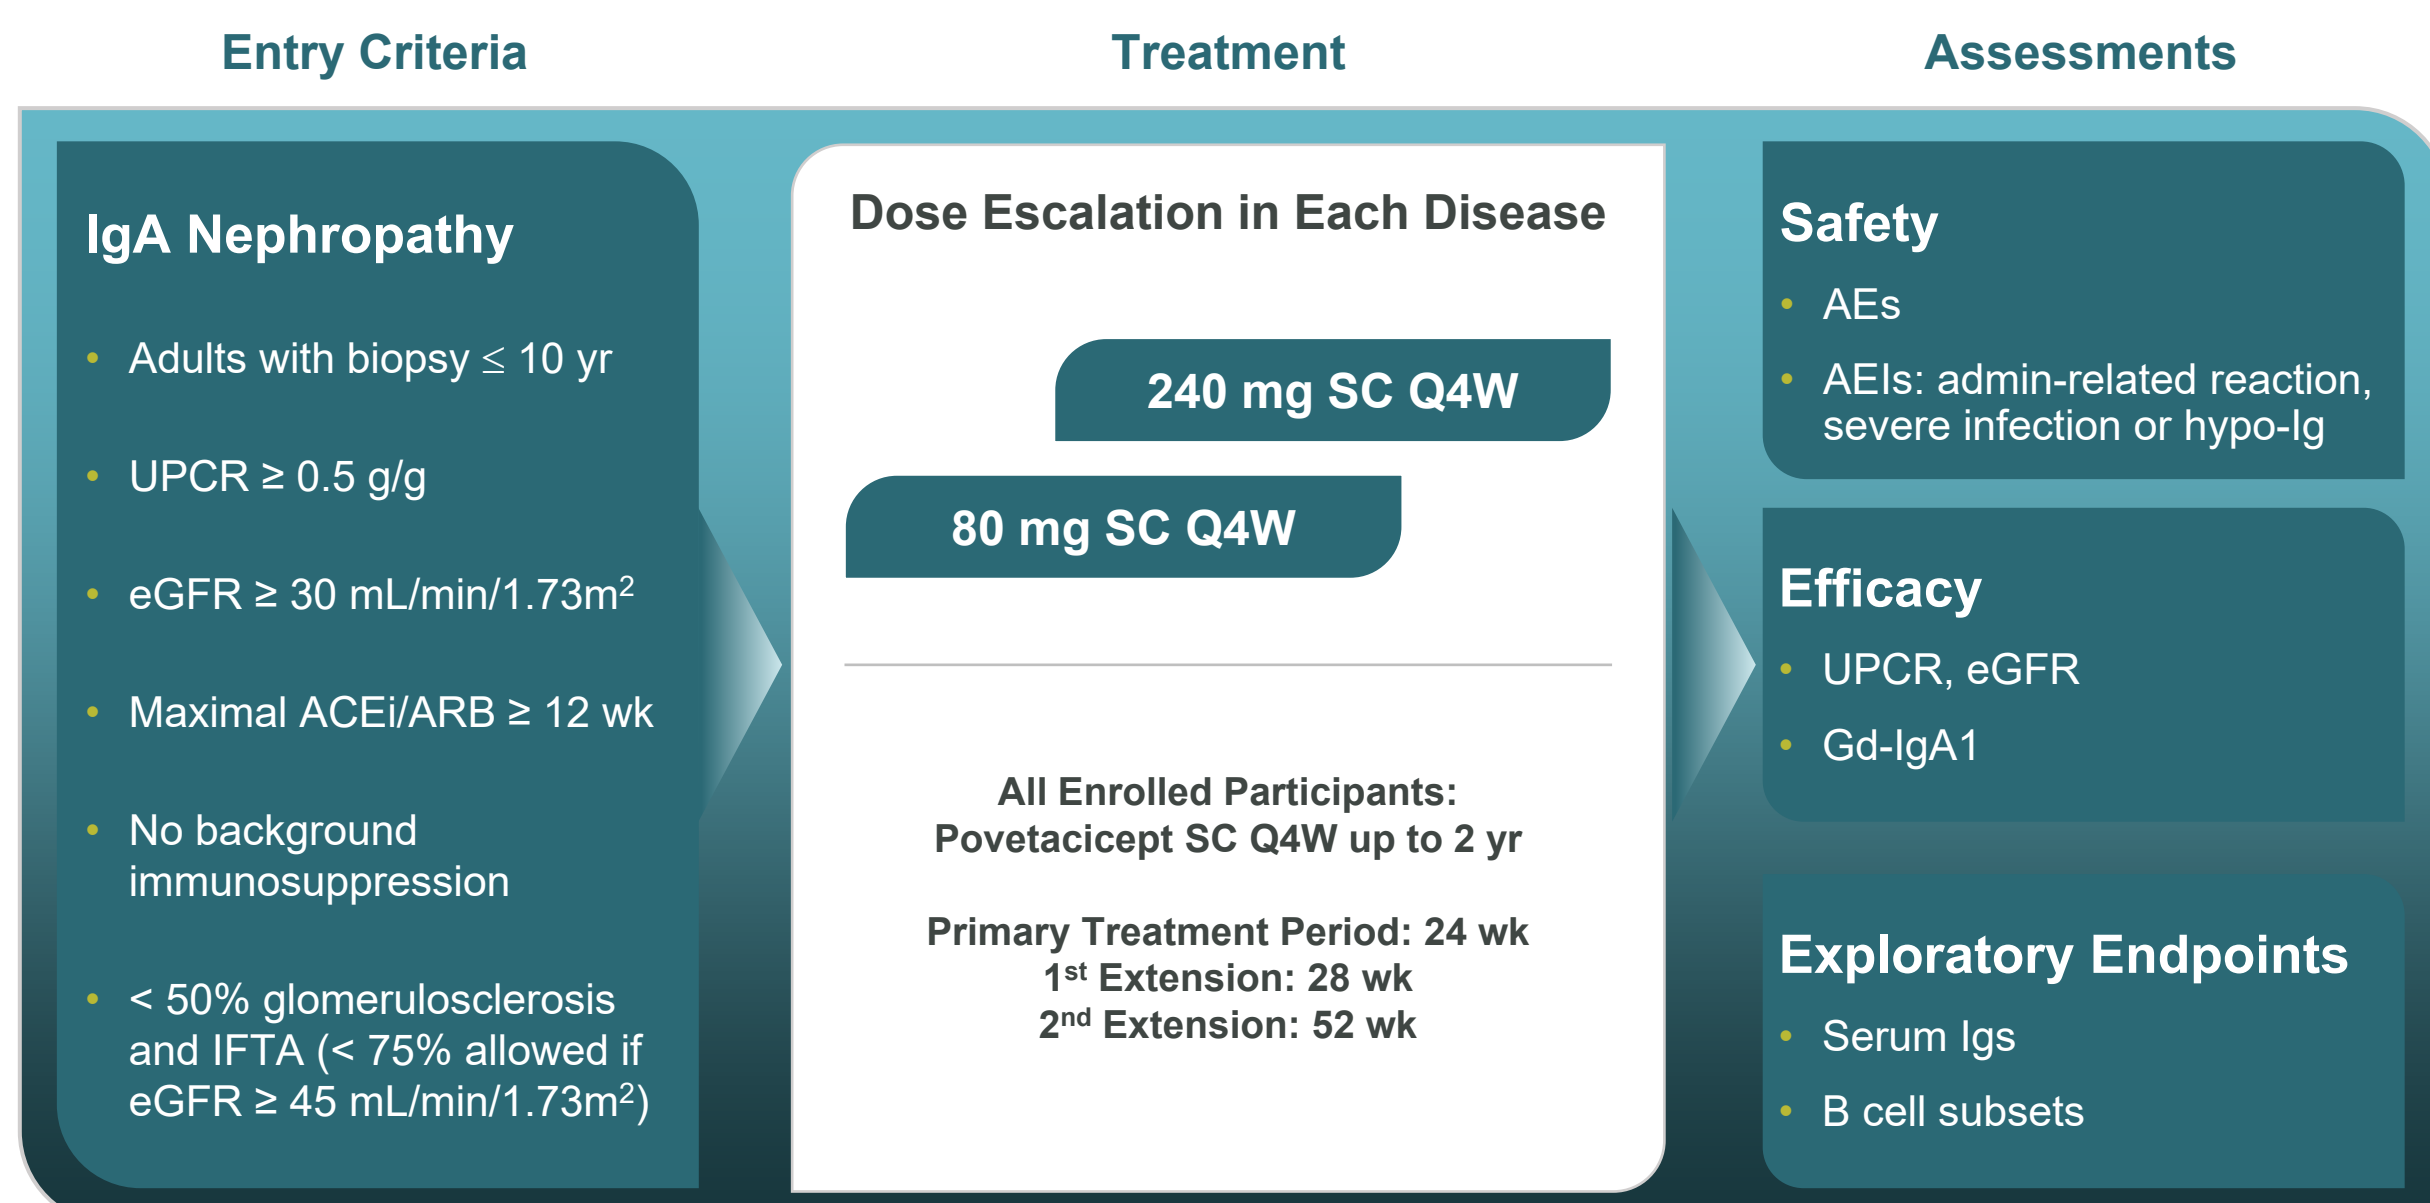 Entry Criteria
Treatment
Assessments
IgA Nephropathy
• Adults with biopsy ≤ 10 yr
• UPCR ≥ 0.5 g/g
• eGFR ≥ 30 mL/min/1.73m²
• Maximal ACEi/ARB ≥ 12 wk
• No background
immunosuppression
• < 50% glomerulosclerosis
and IFTA (< 75% allowed if
eGFR ≥ 45 mL/min/1.73m²)
Dose Escalation in Each Disease
240 mg SC Q4W
80 mg SC Q4W
All Enrolled Participants:
Povetacicept SC Q4W up to 2 yr
Primary Treatment Period: 24 wk
1st Extension: 28 wk
2nd Extension: 52 wk
Safety
• AEs
• AEIs: admin-related reaction,
severe infection or hypo-Ig
Efficacy
• UPCR, eGFR
• Gd-IgA1
Exploratory Endpoints
• Serum Igs
• B cell subsets